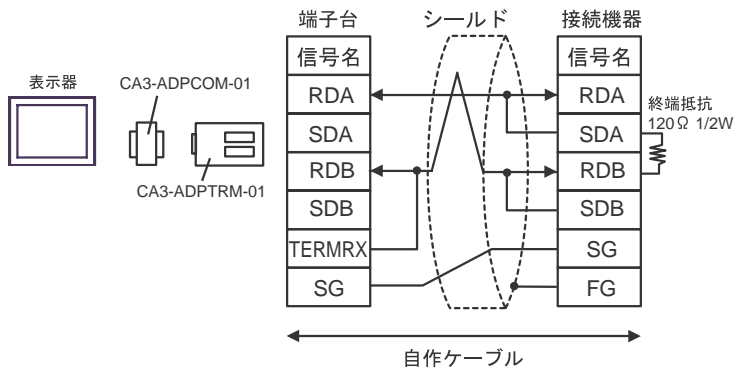 端子台
シールド
接続機器
信号名
信号名
表示器
CA3-ADPCOM-01
CA3-ADPTRM-01
RDA
SDA
RDB
SDB
TERMRX
SG
RDA
SDA
RDB
SDB
SG
FG
終端抵抗
120Ω 1/2W
自作ケーブル